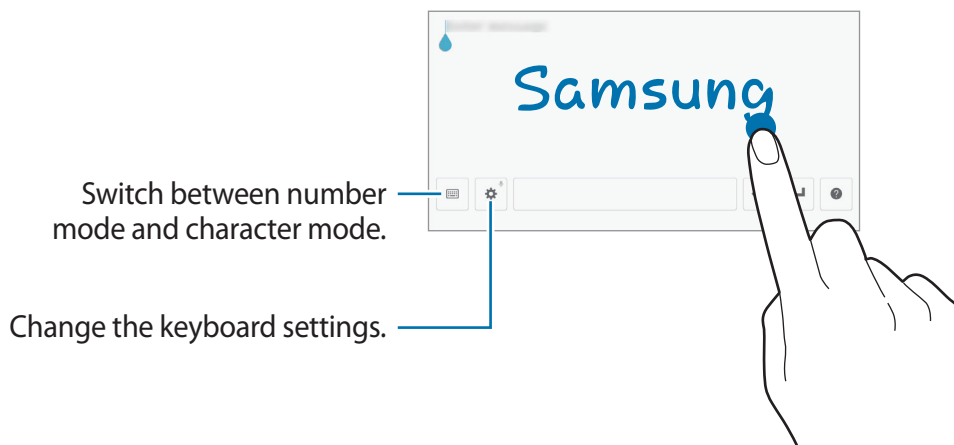 Samsung
Switch between number
mode and character mode.
Change the keyboard settings.